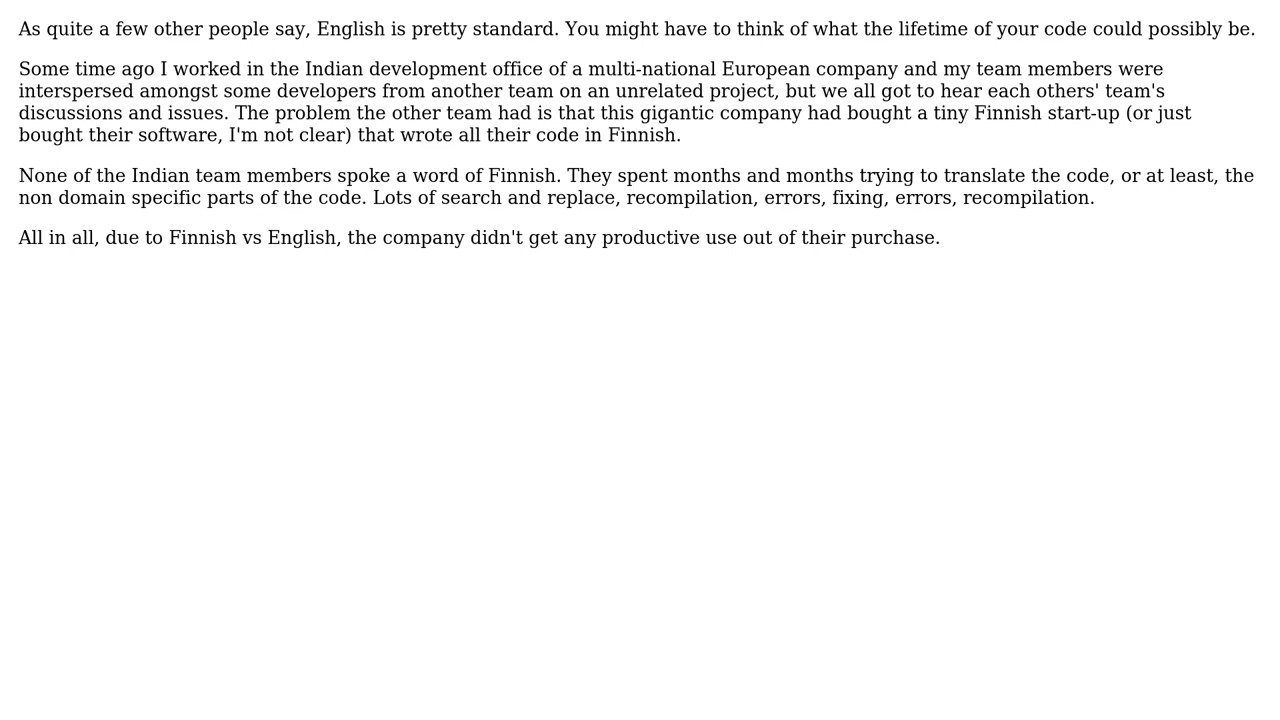 As quite a few other people say, English is pretty standard. You might have to think of what the lifetime of your code could possibly be.
Some time ago I worked in the Indian development office of a multi-national European company and my team members were
interspersed amongst some developers from another team on an unrelated project, but we all got to hear each others' team's
discussions and issues. The problem the other team had is that this gigantic company had bought a tiny Finnish start-up (or just
bought their software, I'm not clear) that wrote all their code in Finnish.
None of the Indian team members spoke a word of Finnish. They spent months and months trying to translate the code, or at least, the
non domain specific parts of the code. Lots of search and replace, recompilation, errors, fixing, errors, recompilation.
All in all, due to Finnish vs English, the company didn't get any productive use out of their purchase.